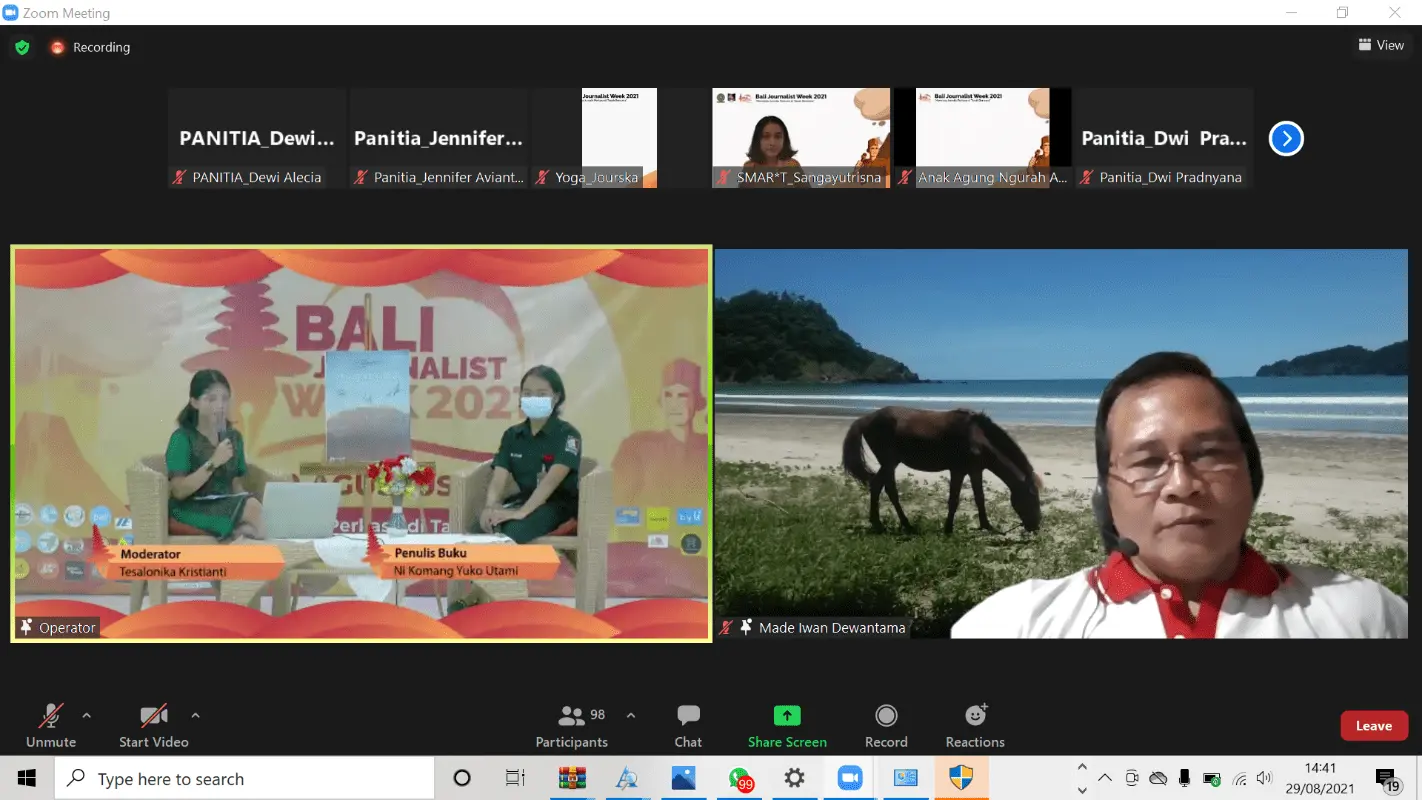 Zoom Meeting
Recording
View
PANITIA_Dewi...
Panitia_Jennifer...
Journalist Week 2021
Bali Journalist Week 2021
Bali Journalist Week 2021
Panitia_Dwi Pra...
PANITIA_Dewi Alecia
Panitia_Jennifer Aviant...
Yoga_Jourska
SMAR*T_Sangayutrisna
Anak Agung Ngurah A...
Panitia_Dwi Pradnyana
BALI
WEEK 2021
AGUSTUS
Moderator
Tesalonika Kristianti
Penulis Buku
Ni Komang Yuko Utami
Operator
Made Iwan Dewantama
Unmute
Start Video
98
Participants
Chat
Share Screen
Record
Reactions
Leave
Type here to search
99
14:41
29/08/2021
19